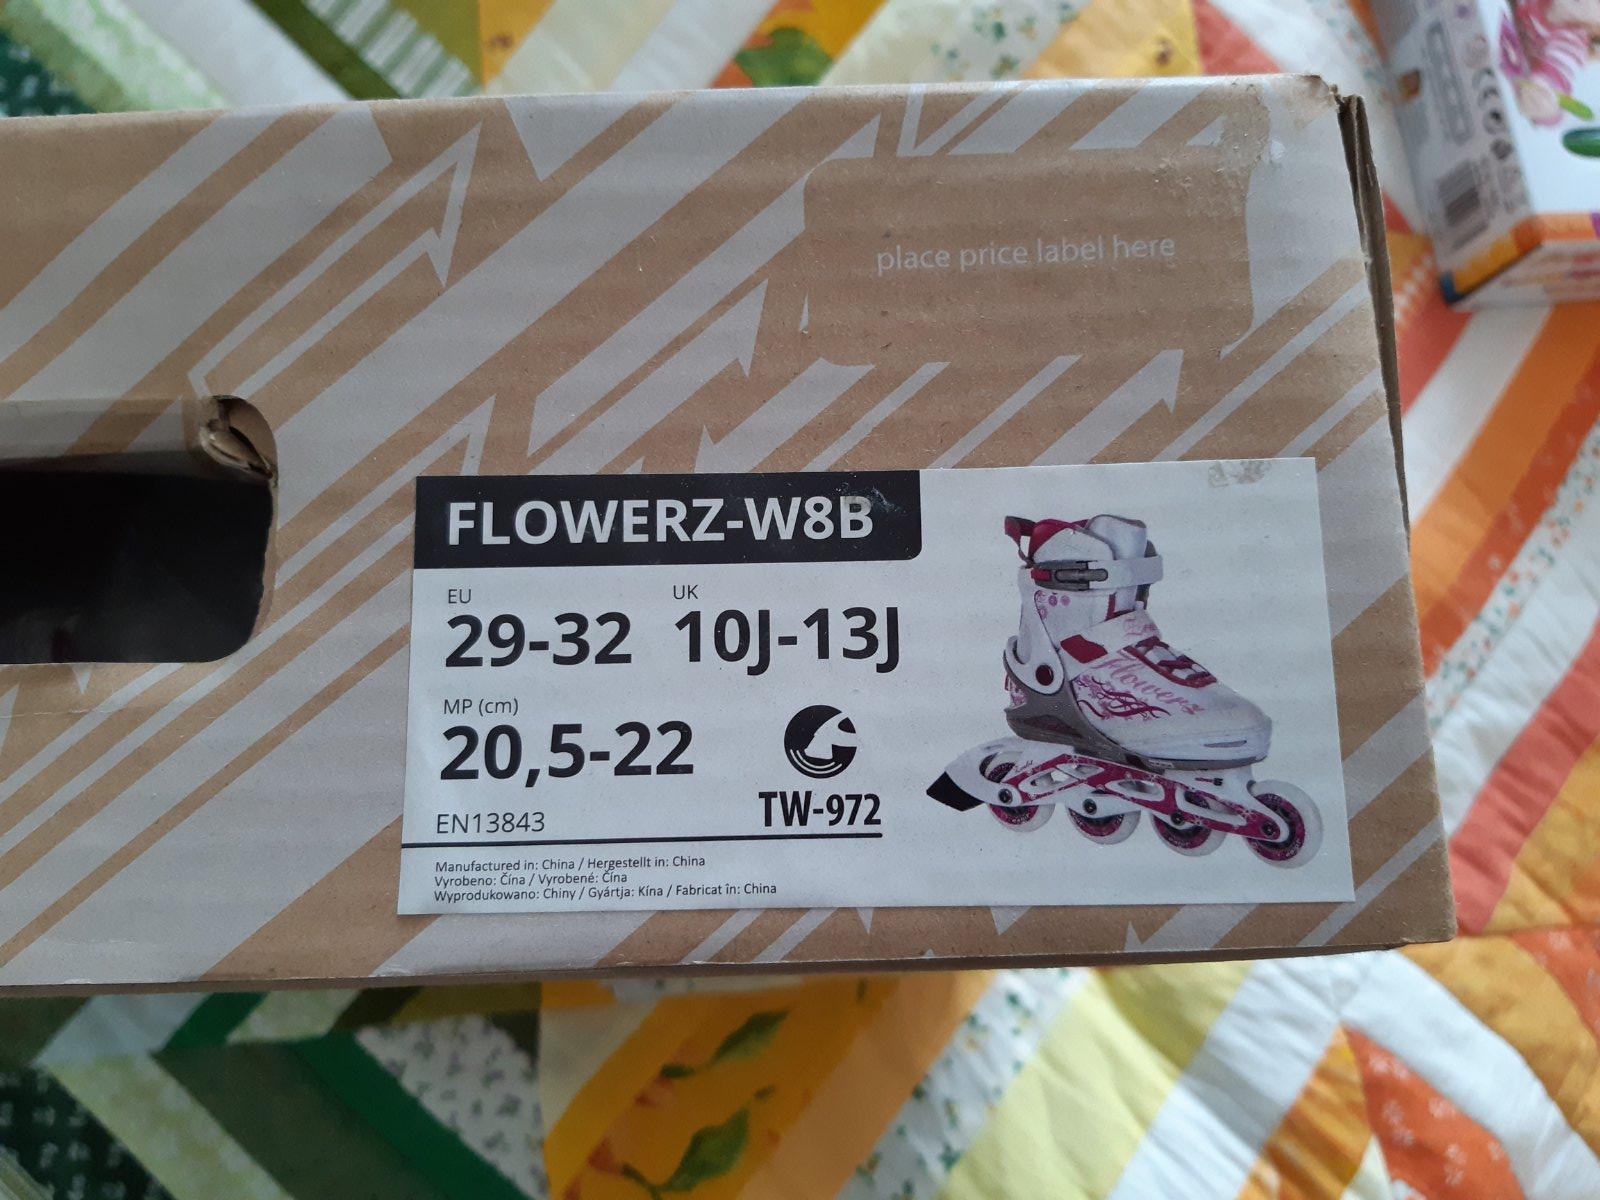 place price label here
FLOWERZ-W8B
EU UK
29-32 10J-13J
MP (cm)
20,5-22
TW-972
EN13843
Manufactured in: China / Hergestellt in: China
Vyrobeno: Čína / Vyrobené: Čína
Wyprodukowano: Chiny / Gyártja: Kína / Fabricat în: China
Flowerz